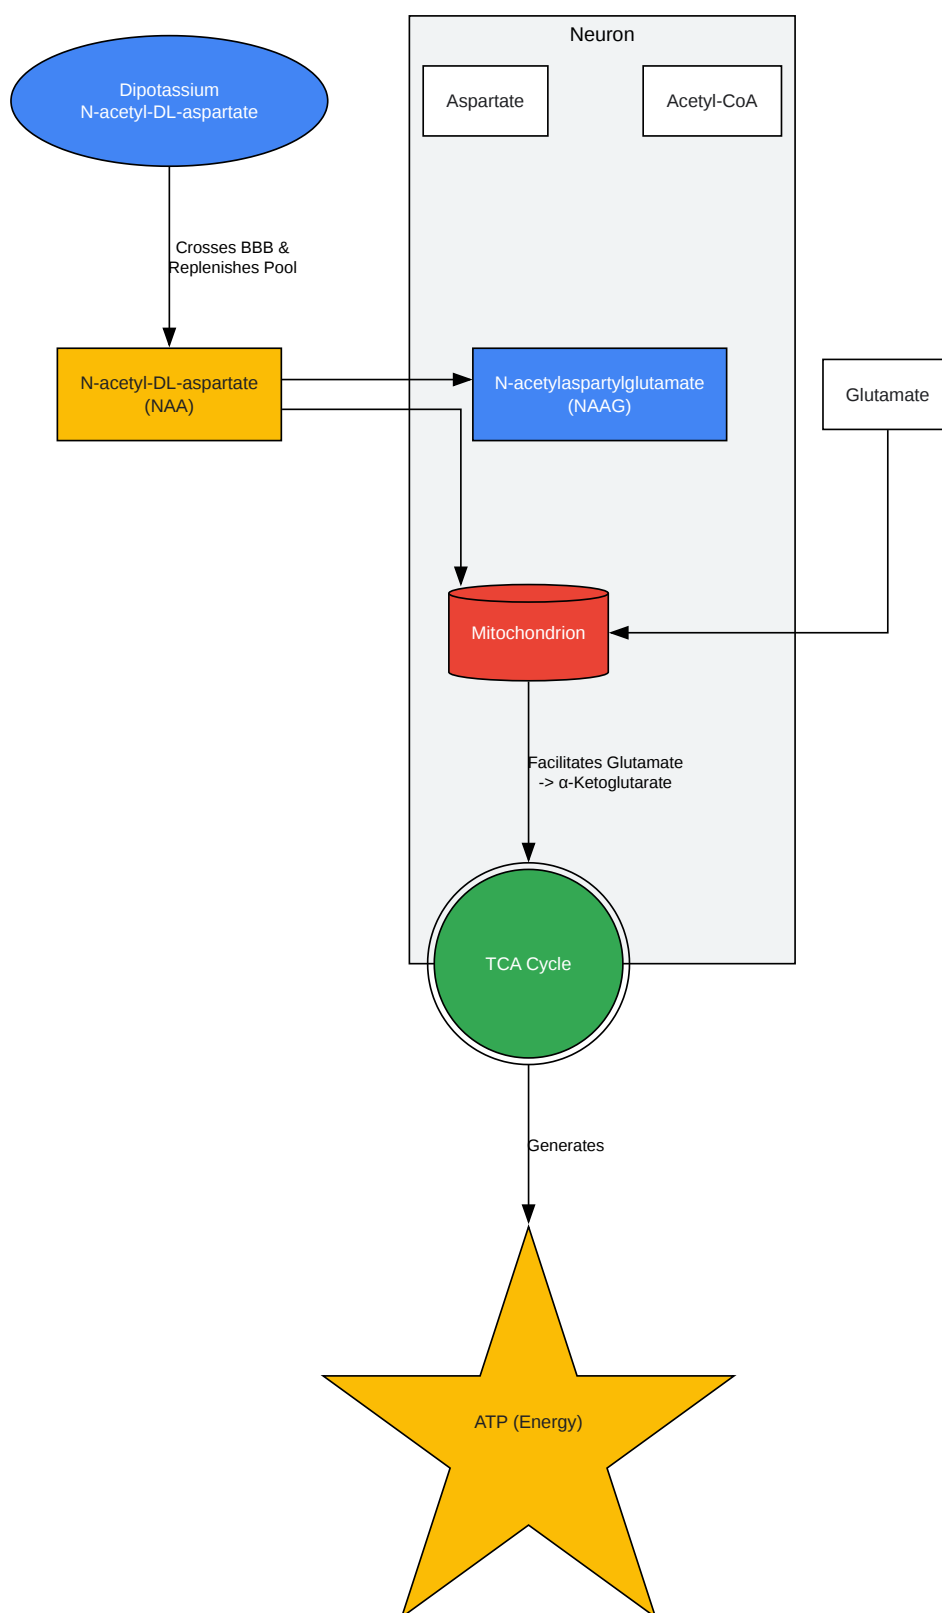 Neuron
Dipotassium
N-acetyl-DL-aspartate
Aspartate
Acetyl-CoA
Crosses BBB &
Replenishes Pool
N-acetyl-DL-aspartate
(NAA)
N-acetylaspartylglutamate
(NAAG)
Glutamate
Mitochondrion
Facilitates Glutamate
-> α-Ketoglutarate
TCA Cycle
Generates
ATP (Energy)